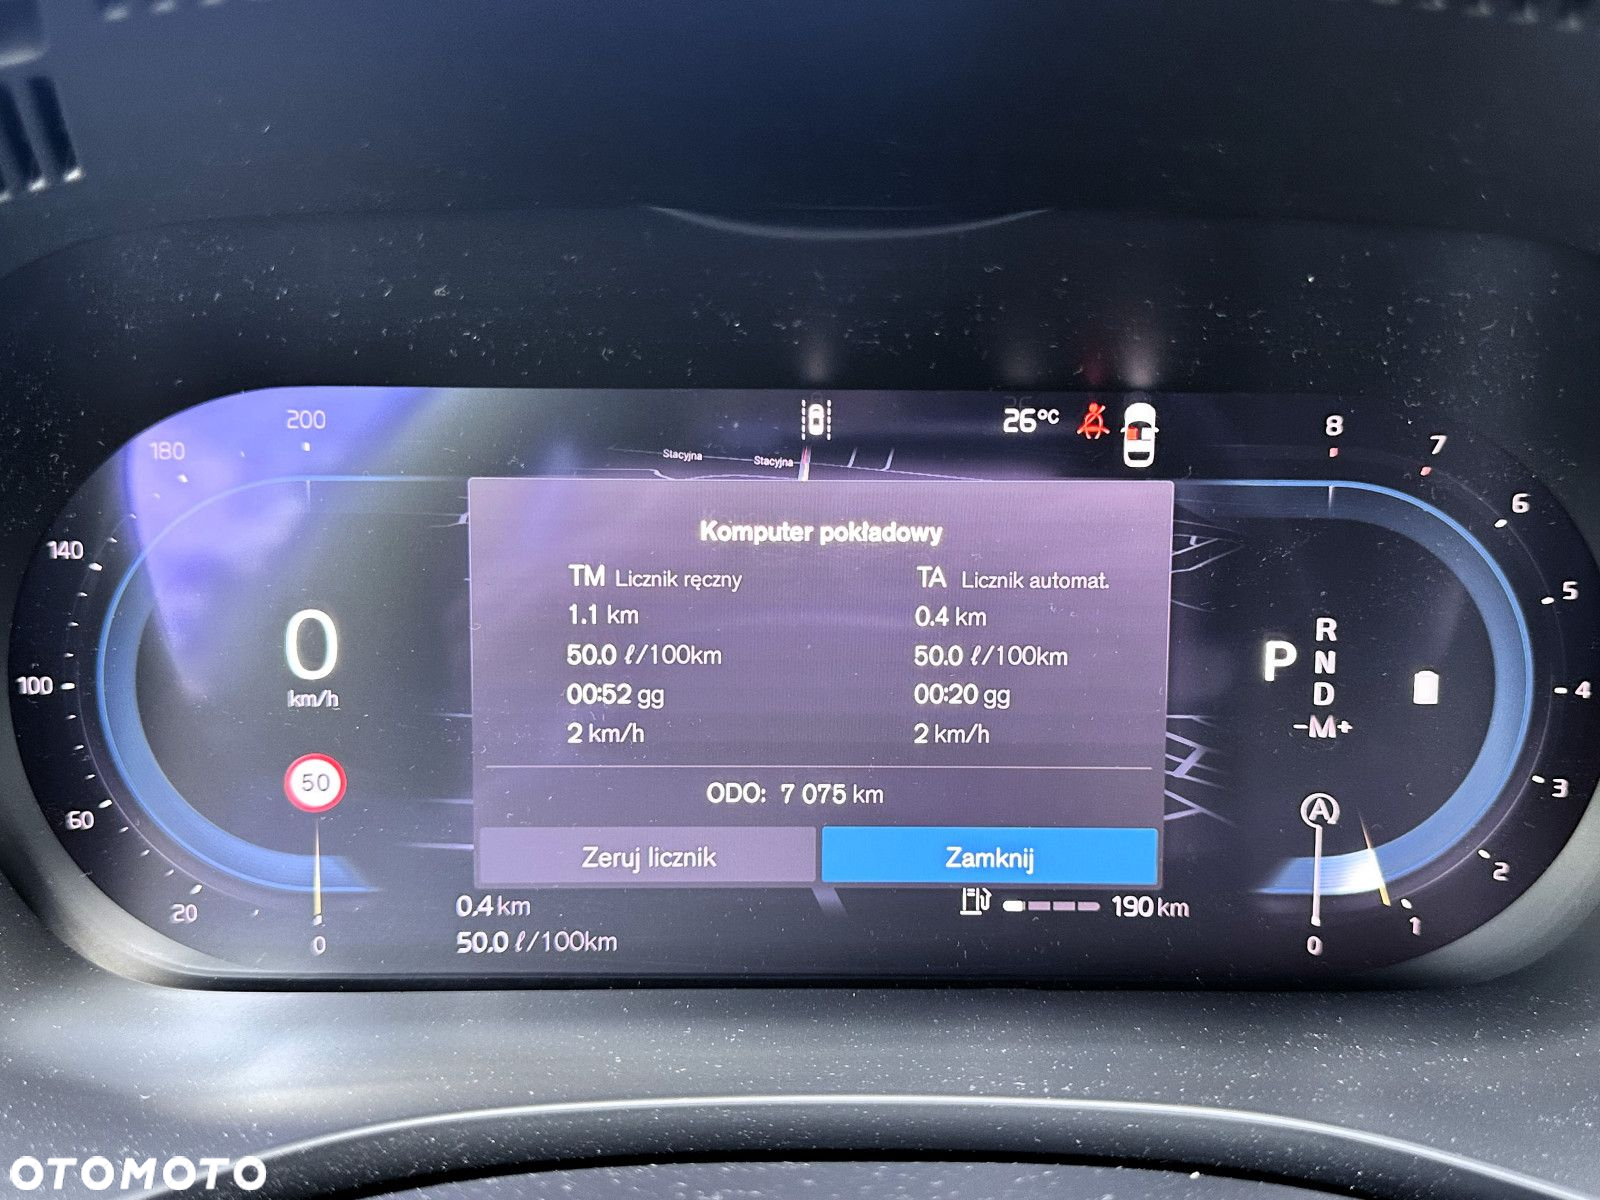 200
180
140
100
60
20
0
0
km/h
50
Stacyjna
Stacyjna
26°C
Komputer pokładowy
TM Licznik ręczny
1.1 km
50.0 ℓ/100km
00:52 gg
2 km/h
TA Licznik automat.
0.4 km
50.0 ℓ/100km
00:20 gg
2 km/h
ODO: 7 075 km
Zeruj licznik
Zamknij
0.4 km
50.0 ℓ/100km
190 km
P
R
N
D
-M+
A
8
7
6
5
4
3
2
1
0
OTOMOTO